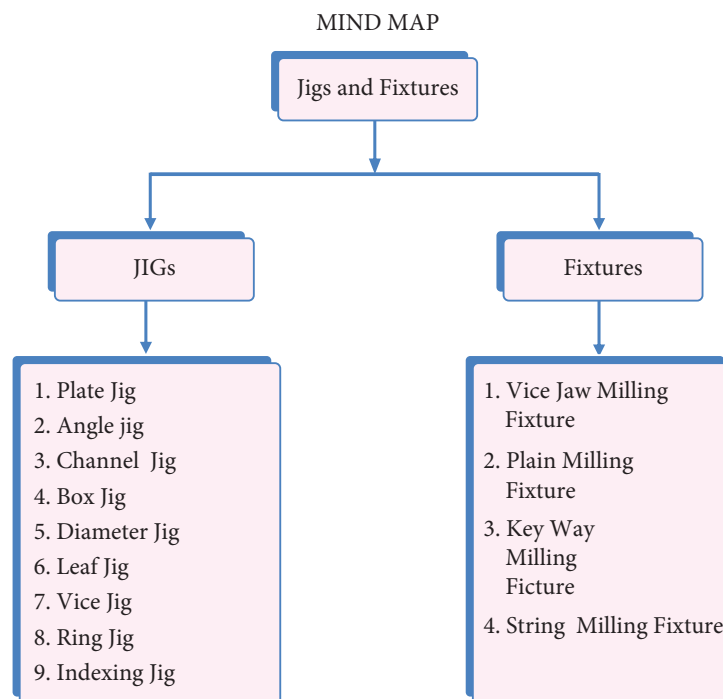 MIND MAP
Jigs and Fixtures
JIGs
Fixtures
1. Plate Jig
2. Angle jig
3. Channel Jig
4. Box Jig
5. Diameter Jig
6. Leaf Jig
7. Vice Jig
8. Ring Jig
9. Indexing Jig
1. Vice Jaw Milling
Fixture
2. Plain Milling
Fixture
3. Key Way
Milling
Ficture
4. String Milling Fixture